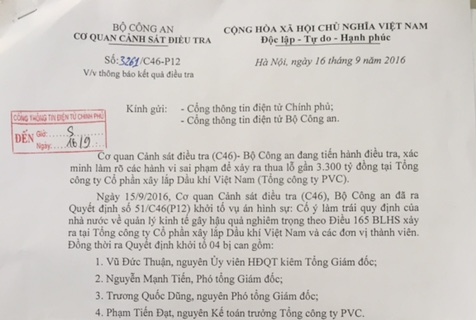 BỘ CÔNG AN
CƠ QUAN CẢNH SÁT ĐIỀU TRA
Số: 3261/C46-P12
V/v thông báo kết quả điều tra
CỘNG HÒA XÃ HỘI CHỦ NGHĨA VIỆT NAM
Độc lập - Tự do - Hạnh phúc
Hà Nội, ngày 16 tháng 9 năm 2016
Kính gửi: - Cổng thông tin điện tử Chính phủ;
- Cổng thông tin điện tử Bộ Công an.
CỔNG THÔNG TIN ĐIỆN TỬ CHÍNH PHỦ
ĐẾN Giờ: S
Ngày: 16/9
Cơ quan Cảnh sát điều tra (C46)- Bộ Công an đang tiến hành điều tra, xác
minh làm rõ các hành vi sai phạm để xảy ra thua lỗ gần 3.300 tỷ đồng tại Tổng
công ty Cổ phần xây lắp Dầu khí Việt Nam (Tổng công ty PVC).
Ngày 15/9/2016, Cơ quan Cảnh sát điều tra (C46), Bộ Công an đã ra
Quyết định số 51/C46(P12) khởi tố vụ án hình sự: Cố ý làm trái quy định của
nhà nước về quản lý kinh tế gây hậu quả nghiêm trọng theo Điều 165 BLHS xảy
ra tại Tổng công ty Cổ phần xây lắp Dầu khí Việt Nam và các đơn vị thành viên.
Đồng thời ra Quyết định khởi tố 04 bị can gồm:
1. Vũ Đức Thuận, nguyên Ủy viên HĐQT kiêm Tổng Giám đốc;
2. Nguyễn Mạnh Tiến, Phó Tổng Giám đốc;
3. Trương Quốc Dũng, nguyên Phó tổng Giám đốc;
4. Phạm Tiến Đạt, nguyên Kế toán trưởng Tổng công ty PVC.